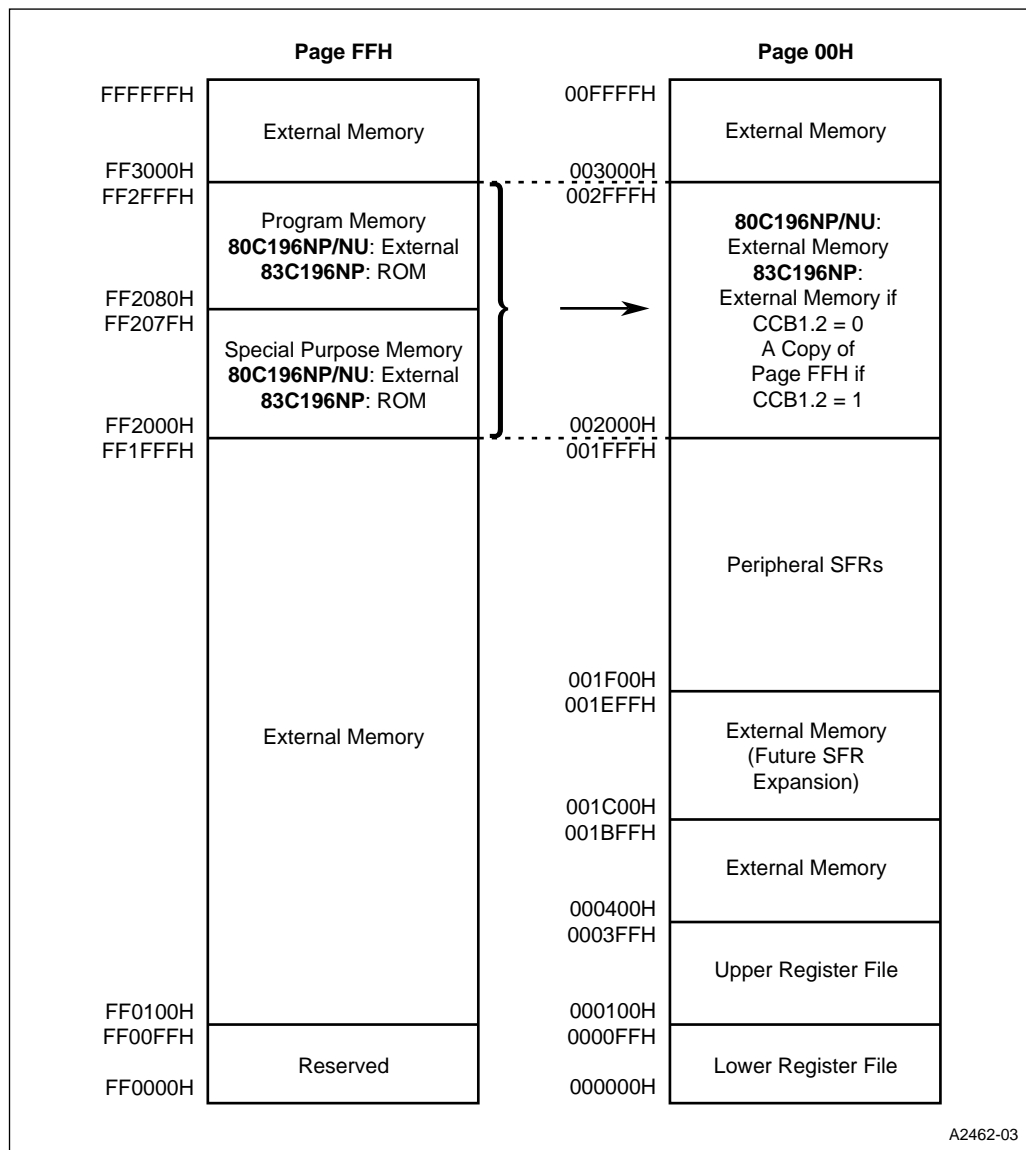 Page FFH
FFFFFFH
External Memory
FF3000H
FF2FFFH
Program Memory
80C196NP/NU: External
83C196NP: ROM
FF2080H
FF207FH
Special Purpose Memory
80C196NP/NU: External
83C196NP: ROM
FF2000H
FF1FFFH
External Memory
FF0100H
FF00FFH
Reserved
FF0000H
Page 00H
00FFFFH
External Memory
003000H
002FFFH
80C196NP/NU:
External Memory
83C196NP:
External Memory if
CCB1.2 = 0
A Copy of
Page FFH if
CCB1.2 = 1
002000H
001FFFH
Peripheral SFRs
001F00H
001EFFH
External Memory
(Future SFR
Expansion)
001C00H
001BFFH
External Memory
000400H
0003FFH
Upper Register File
000100H
0000FFH
Lower Register File
000000H
A2462-03